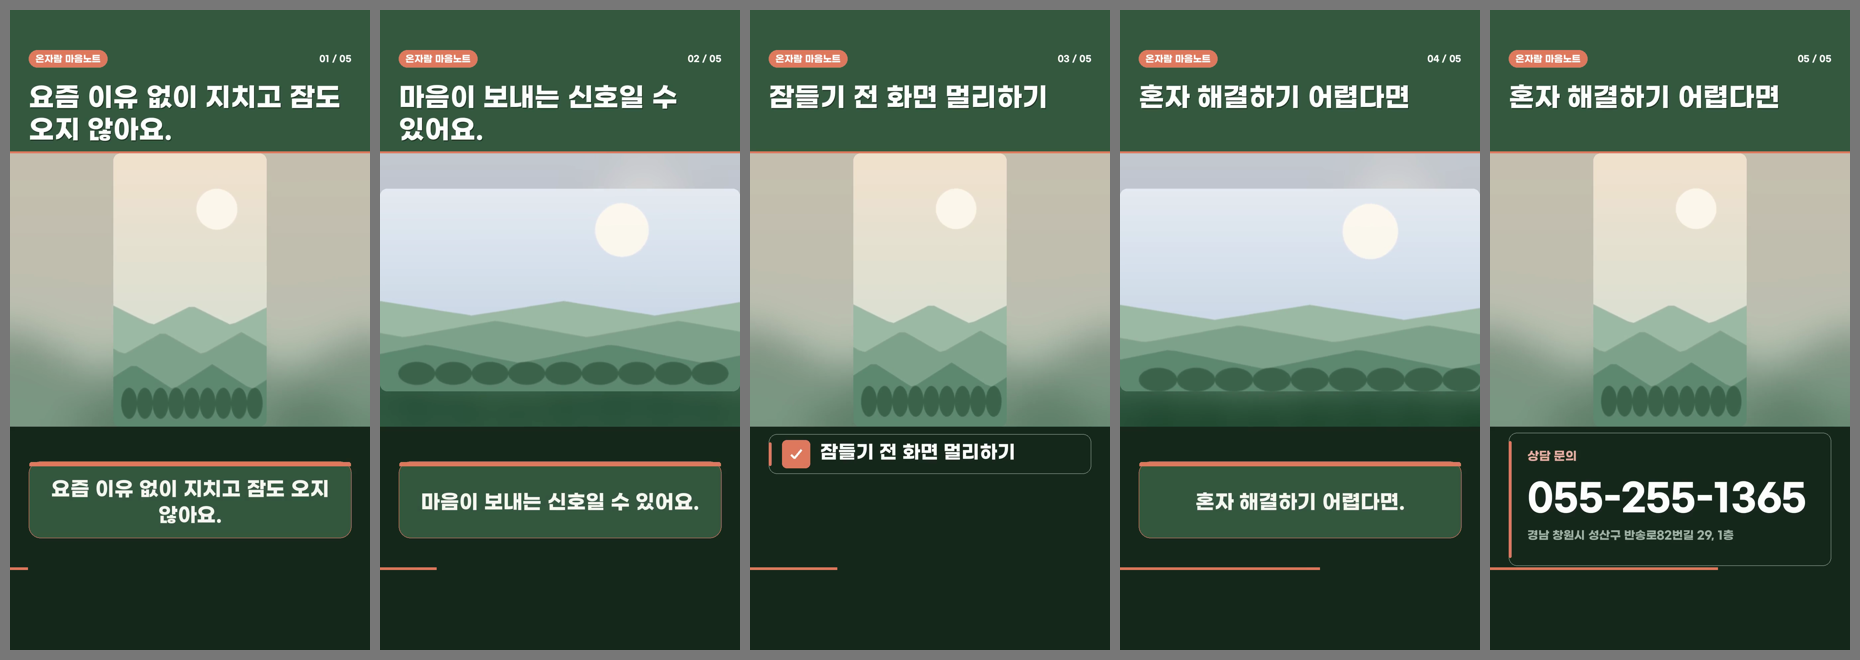 온자람 마음노트
01 / 05
요즘 이유 없이 지치고 잠도
오지 않아요.
요즘 이유 없이 지치고 잠도 오지
않아요.
온자람 마음노트
02 / 05
마음이 보내는 신호일 수
있어요.
마음이 보내는 신호일 수 있어요.
온자람 마음노트
03 / 05
잠들기 전 화면 멀리하기
잠들기 전 화면 멀리하기
온자람 마음노트
04 / 05
혼자 해결하기 어렵다면
혼자 해결하기 어렵다면.
온자람 마음노트
05 / 05
혼자 해결하기 어렵다면
상담 문의
055-255-1365
경남 창원시 성산구 반송로82번길 29, 1층